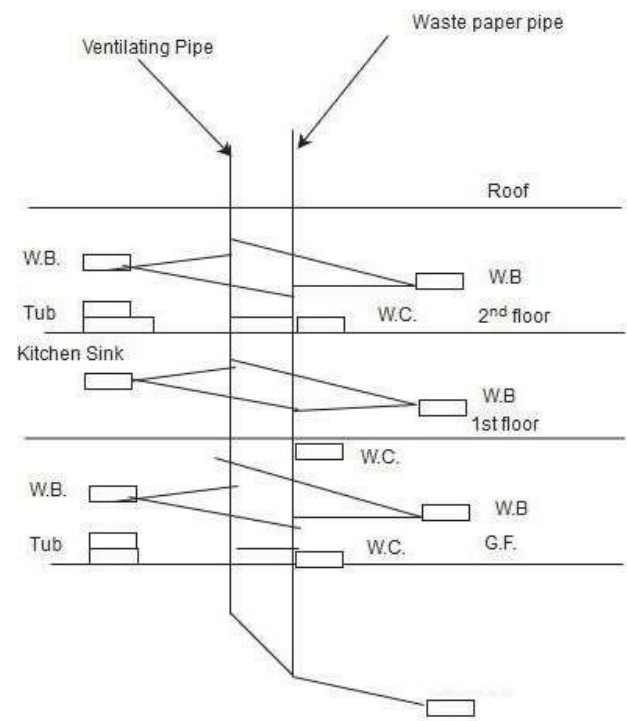 Waste paper pipe
Ventilating Pipe
Roof
W.B.
W.B
Tub
W.C.
2nd floor
Kitchen Sink
W.B
1st floor
W.C.
W.B.
W.B
Tub
W.C.
G.F.